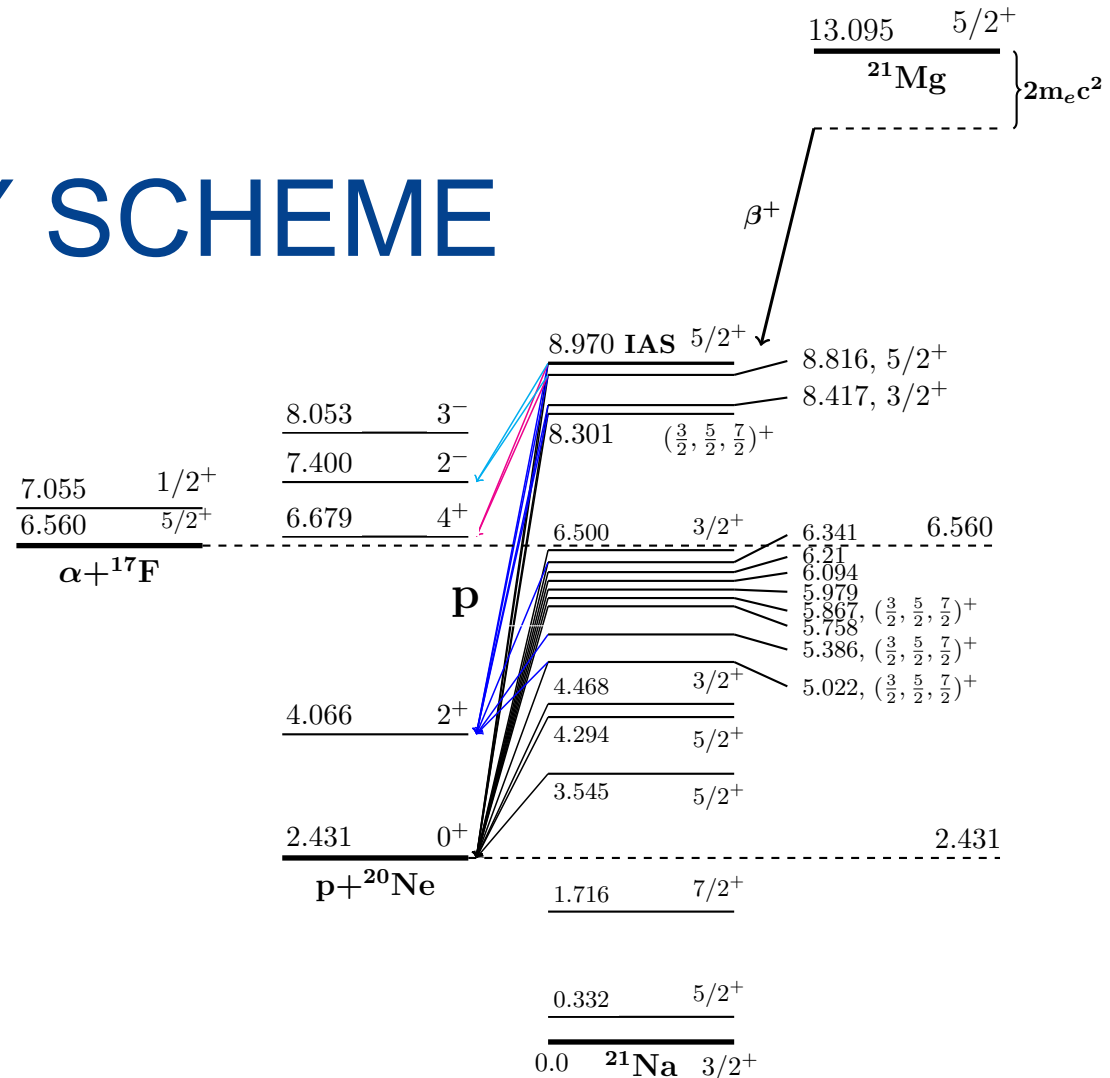 13.095 5/2⁺
²¹Mg
2mₑc²
Y SCHEME
β⁺
8.970 IAS 5/2⁺
8.816, 5/2⁺
8.417, 3/2⁺
8.301 (3/2, 5/2, 7/2)⁺
8.053 3⁻
7.400 2⁻
7.055 1/2⁺
6.560 5/2⁺
6.679 4⁺
α+¹⁷F
6.500 3/2⁺
6.341
6.560
6.21
6.094
5.979
5.867, (3/2, 5/2, 7/2)⁺
5.758
5.386, (3/2, 5/2, 7/2)⁺
5.022, (3/2, 5/2, 7/2)⁺
p
4.468 3/2⁺
4.066 2⁺
4.294 5/2⁺
3.545 5/2⁺
2.431 0⁺
2.431
p+²⁰Ne
1.716 7/2⁺
0.332 5/2⁺
0.0 ²¹Na 3/2⁺